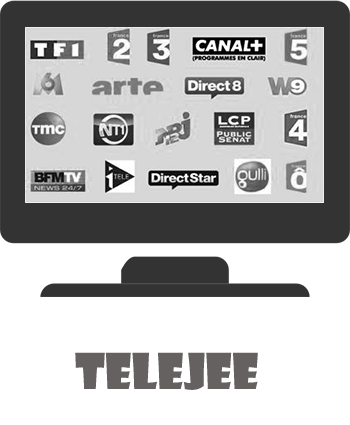 TF1 france 2 france 3 CANAL+ france 5
(PROGRAMMES EN CLAIR)
M6 arte Direct 8 W9
TMC NT1 NRJ 12 LCP france 4
PUBLIC
SENAT
BFM TV i TELE DirectStar gulli france Ô
NEWS 24/7
TELEJEE